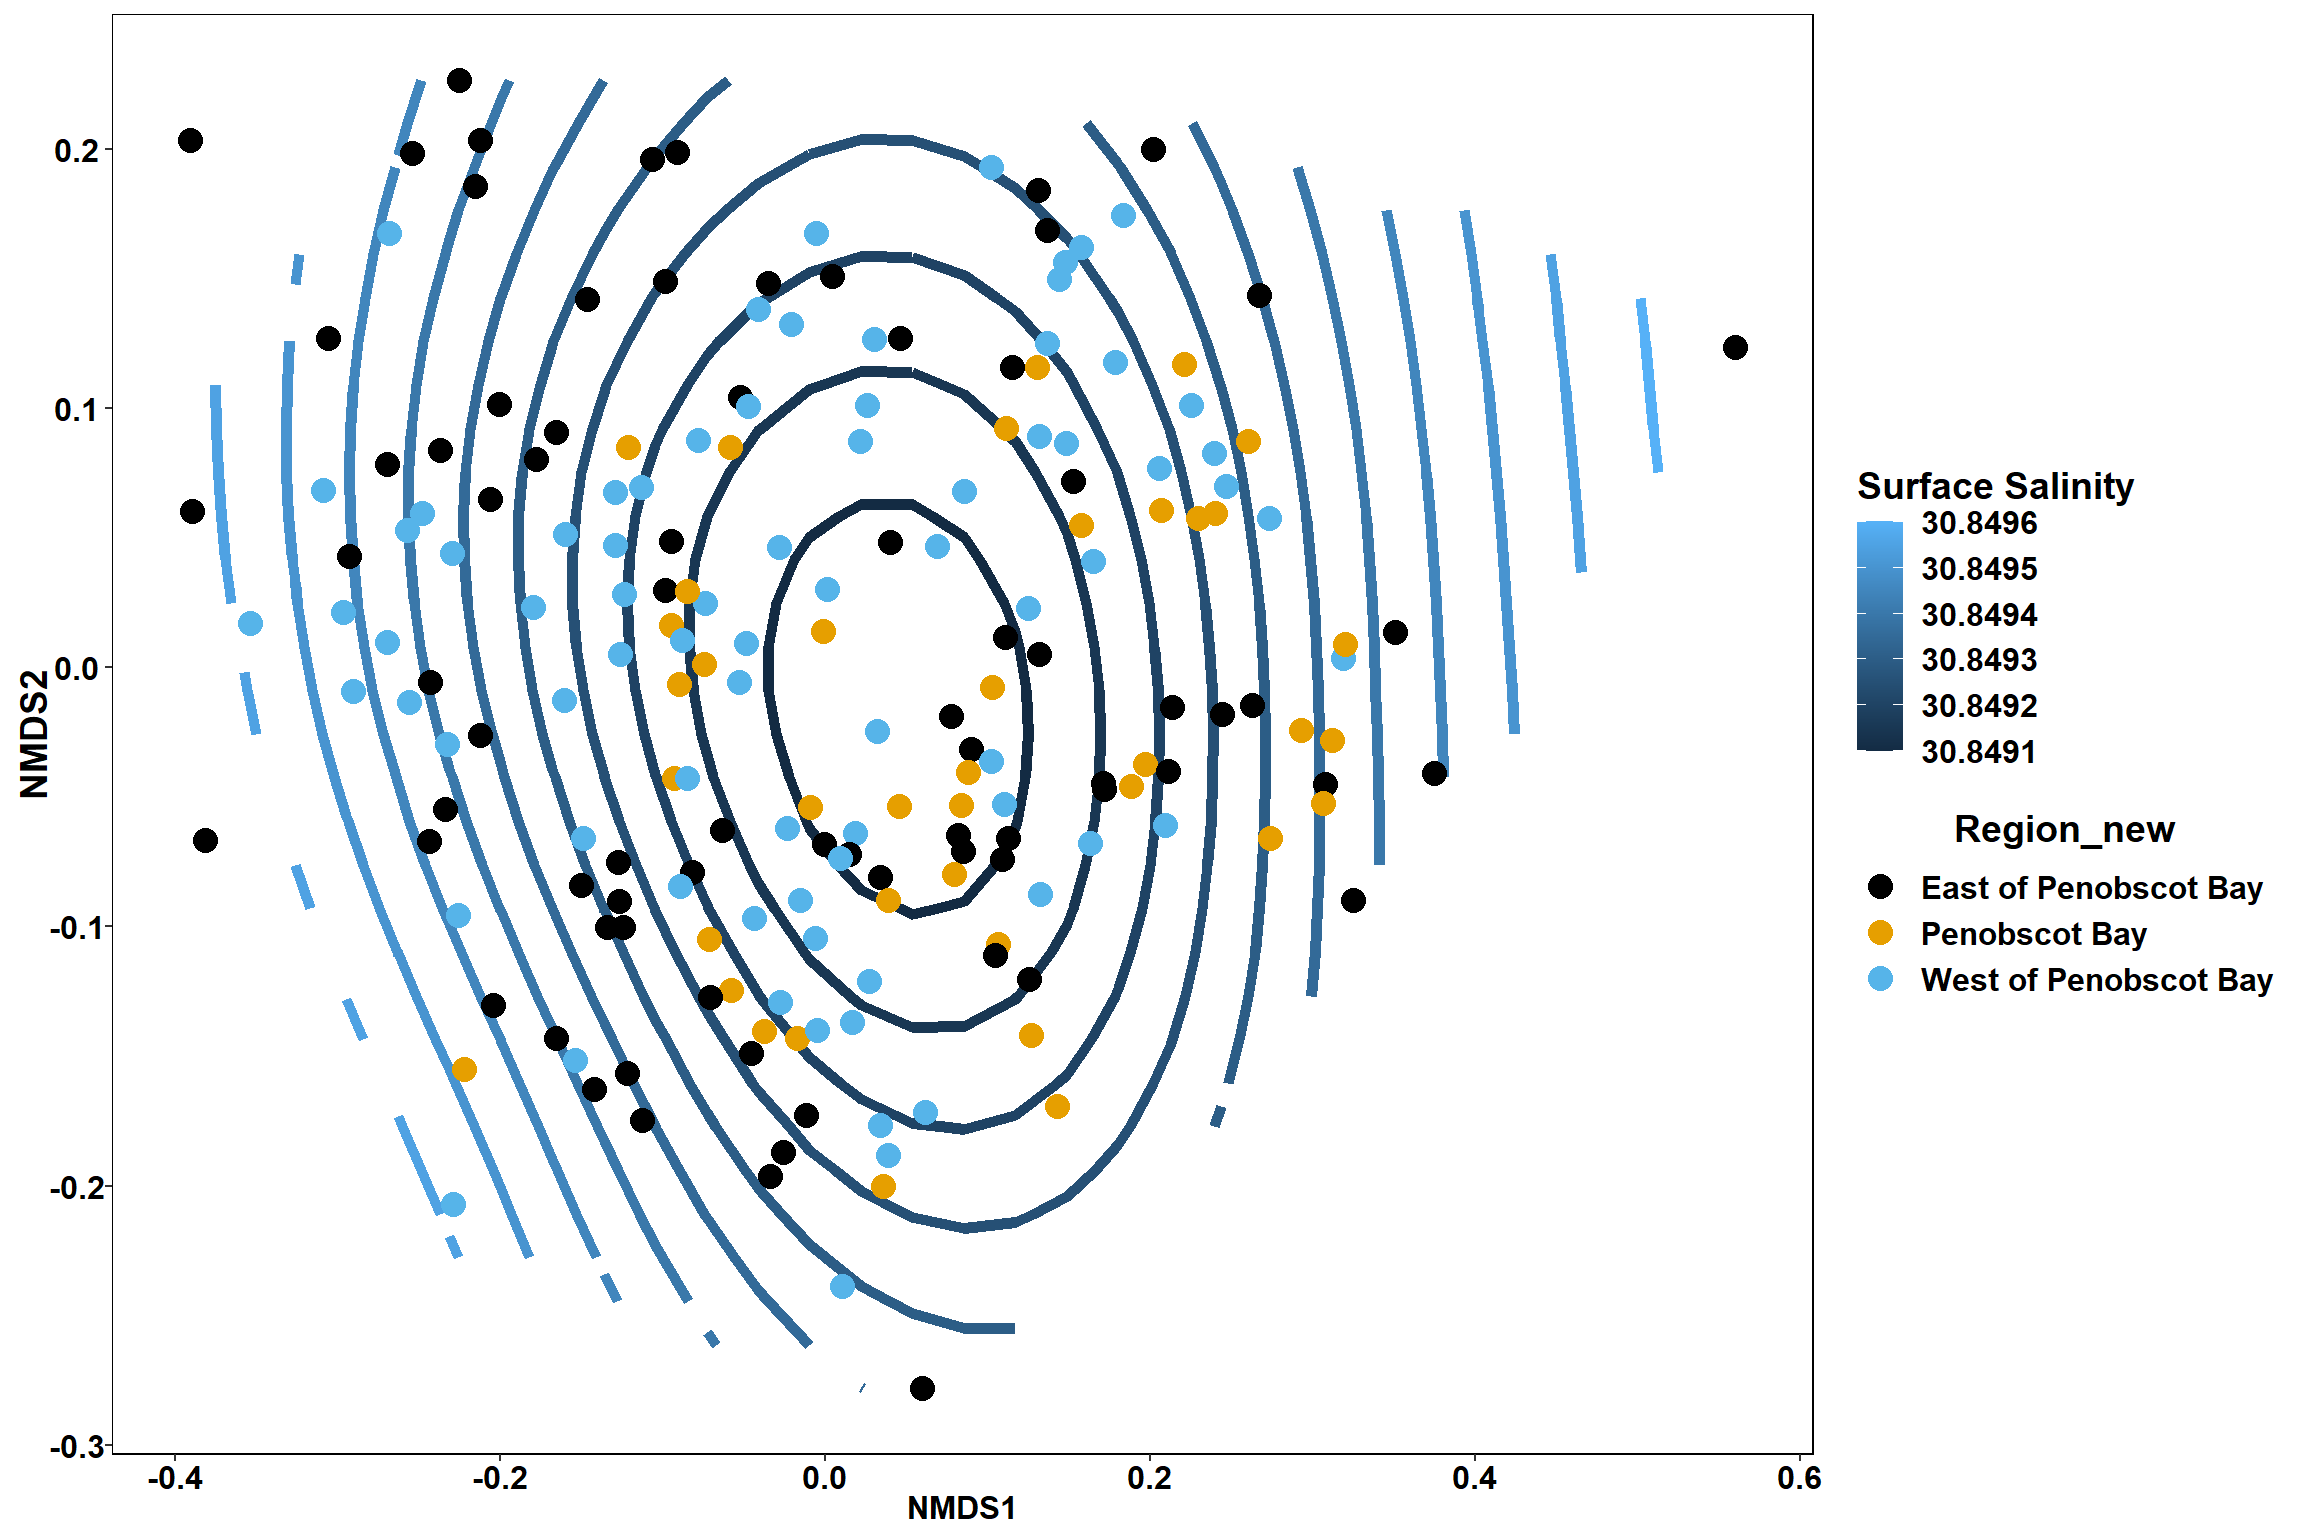 0.2
0.1
0.0
-0.1
-0.2
-0.3
NMDS2
-0.4
-0.2
0.0
0.2
0.4
0.6
NMDS1
Surface Salinity
30.8496
30.8495
30.8494
30.8493
30.8492
30.8491
Region_new
East of Penobscot Bay
Penobscot Bay
West of Penobscot Bay